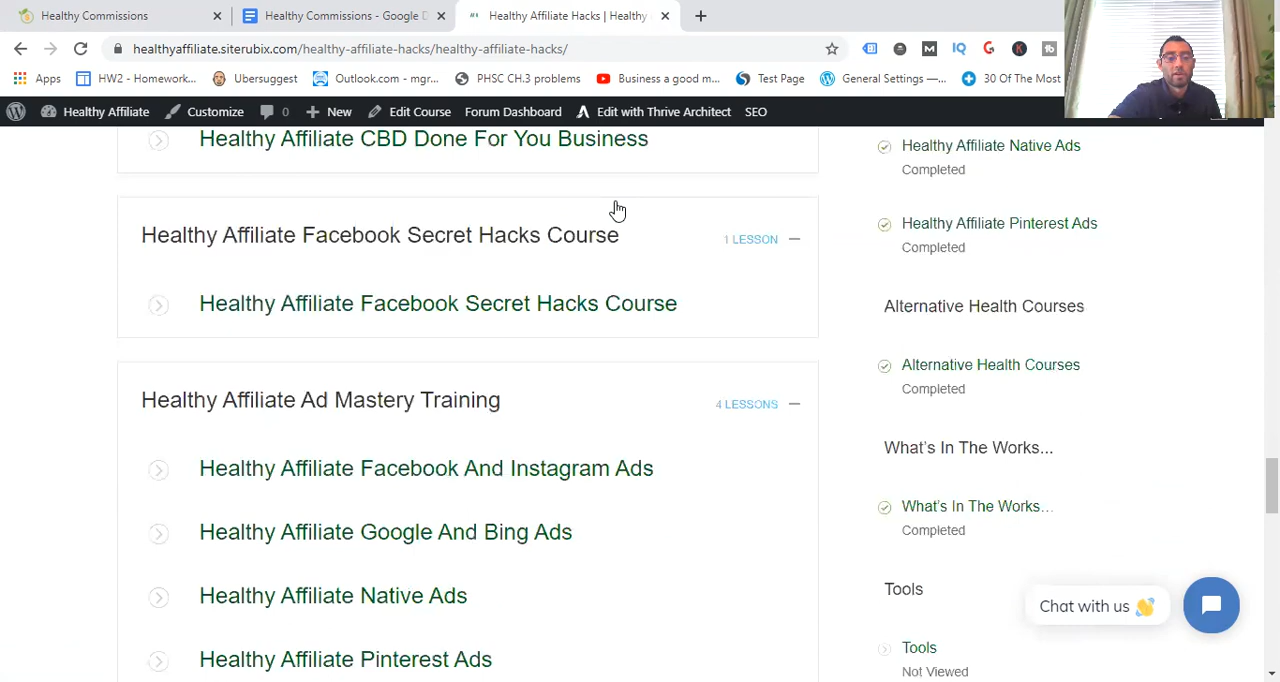 Healthy Commissions
Healthy Commissions - Google D
Healthy Affiliate Hacks | Healthy
healthyaffiliate.siterubix.com/healthy-affiliate-hacks/healthy-affiliate-hacks/
Apps
HW2 - Homework...
Ubersuggest
Outlook.com - mgr...
PHSC CH.3 problems
Business a good m...
Test Page
General Settings —...
30 Of The Most
Healthy Affiliate
Customize
0
New
Edit Course
Forum Dashboard
Edit with Thrive Architect
SEO
Healthy Affiliate CBD Done For You Business
Healthy Affiliate Facebook Secret Hacks Course
1 LESSON
Healthy Affiliate Facebook Secret Hacks Course
Healthy Affiliate Ad Mastery Training
4 LESSONS
Healthy Affiliate Facebook And Instagram Ads
Healthy Affiliate Google And Bing Ads
Healthy Affiliate Native Ads
Healthy Affiliate Pinterest Ads
Healthy Affiliate Native Ads
Completed
Healthy Affiliate Pinterest Ads
Completed
Alternative Health Courses
Alternative Health Courses
Completed
What's In The Works...
What's In The Works...
Completed
Tools
Tools
Not Viewed
Chat with us 👋